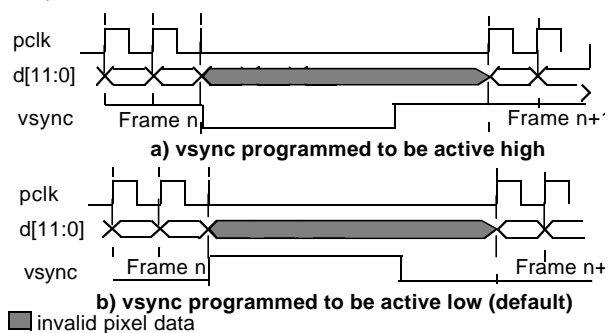 pclk
d[11:0]
vsync
Frame n
Frame n+1
a) vsync programmed to be active high
pclk
d[11:0]
vsync
Frame n
Frame n+
b) vsync programmed to be active low (default)
invalid pixel data